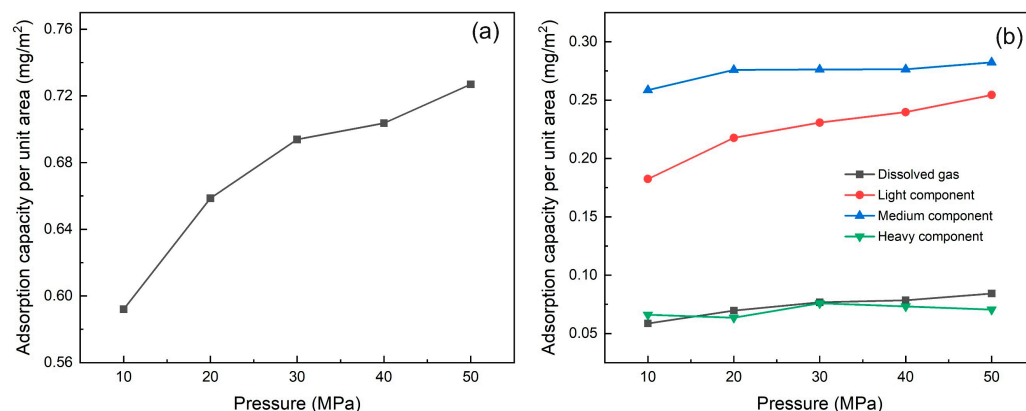 (a)
Adsorption capacity per unit area (mg/m²)
0.76
0.72
0.68
0.64
0.60
0.56
10 20 30 40 50
Pressure (MPa)
(b)
Adsorption capacity per unit area (mg/m²)
0.30
0.25
0.20
0.15
0.10
0.05
Dissolved gas
Light component
Medium component
Heavy component
10 20 30 40 50
Pressure (MPa)